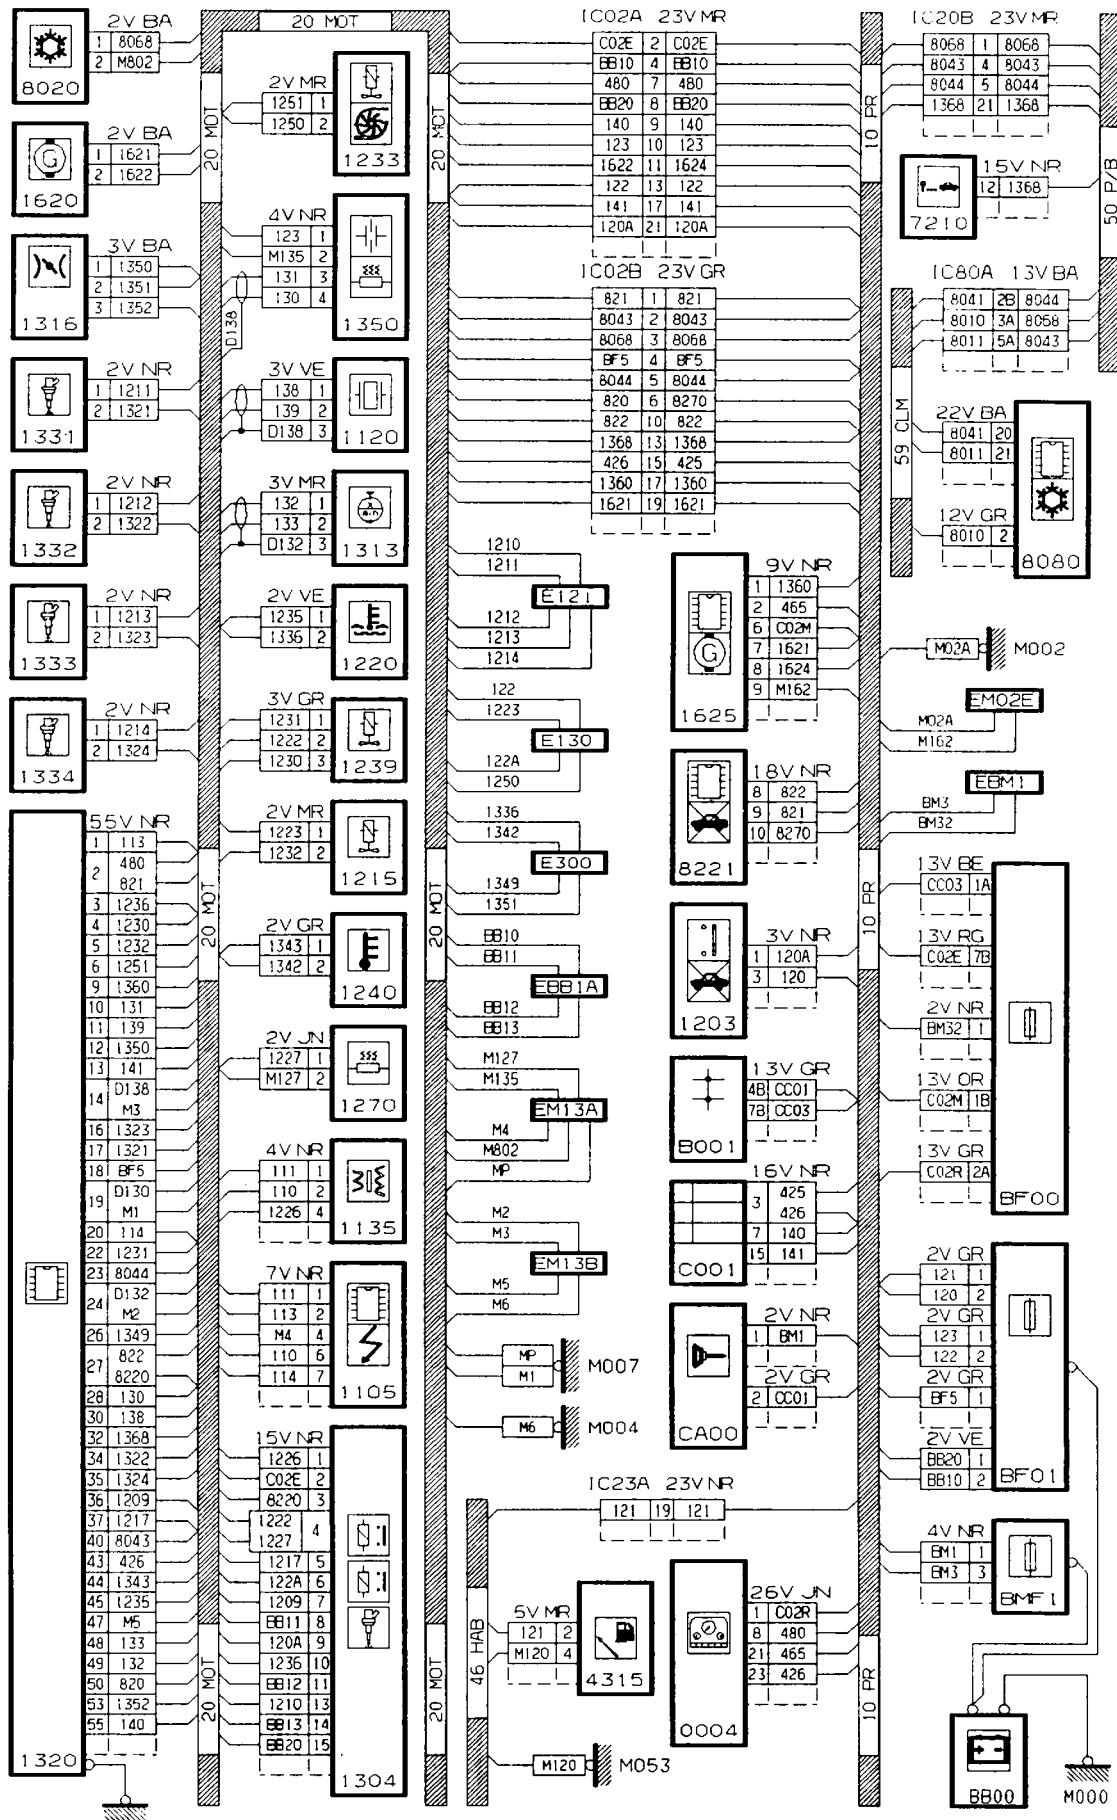 2V BA
1 8068
2 M802
8020
2V BA
1 1621
2 1622
G
1620
3V BA
1 1350
2 1351
3 1352
1316
2V NR
1 1211
2 1321
1331
2V NR
1 1212
2 1322
1332
2V NR
1 1213
2 1323
1333
2V NR
1 1214
2 1324
1334
55V NR
1 113
2 480
821
3 1236
4 1230
5 1232
6 1251
9 1360
10 131
11 139
12 1350
13 141
14 D138
M3
16 1323
17 1321
18 BF5
19 D130
M1
20 114
22 1231
23 8044
24 D132
M2
26 1349
27 822
8220
28 130
30 138
32 1368
34 1322
35 1324
36 1209
37 1217
40 8043
43 426
44 1343
45 1235
47 M5
48 133
49 132
50 820
53 1352
55 140
1320
20 MOT
20 MOT
20 MOT
20 MOT
2V MR
1251 1
1250 2
1233
4V NR
123 1
M135 2
131 3
130 4
1350
D138
3V VE
138 1
139 2
D138 3
1120
3V MR
132 1
133 2
D132 3
1313
2V VE
1235 1
1336 2
1220
3V GR
1231 1
1222 2
1230 3
1239
2V MR
1223 1
1232 2
1215
2V GR
1343 1
1342 2
1240
2V JN
1227 1
M127 2
1270
4V NR
111 1
110 2
1226 4
1135
7V NR
111 1
113 2
M4 4
110 6
114 7
1105
15V NR
1226 1
C02E 2
8220 3
1222 4
1227
1217 5
122A 6
1209 7
BB11 8
120A 9
1236 10
BB12 11
1210 13
BB13 14
BB20 15
1304
20 MOT
20 MOT
20 MOT
IC02A 23V MR
C02E 2 C02E
BB10 4 BB10
480 7 480
BB20 8 BB20
140 9 140
123 10 123
1622 11 1624
122 13 122
141 17 141
120A 21 120A
IC02B 23V GR
821 1 821
8043 2 8043
8068 3 8068
BF5 4 BF5
8044 5 8044
820 6 8270
822 10 822
1368 13 1368
426 15 425
1360 17 1360
1621 19 1621
1210
1211
E121
1212
1213
1214
122
1223
E130
122A
1250
1336
1342
E300
1349
1351
BB10
BB11
EBB1A
BB12
BB13
M127
M135
EM13A
M4
M802
MP
M2
M3
EM13B
M5
M6
MP
M1
M007
M6
M004
IC23A 23V NR
121 19 121
46 HAB
5V MR
121 2
M120 4
4315
M120
M053
9V NR
1 1360
2 465
6 C02M
7 1621
8 1624
9 M162
G
1625
18V NR
8 822
9 821
10 8270
8221
3V NR
1 120A
3 120
1203
13V GR
4B CC01
7B CC03
B001
16V NR
3 425
426
7 140
15 141
C001
2V NR
1 BM1
2V GR
2 CC01
CA00
26V JN
1 C02R
8 480
21 465
23 426
0004
10 PR
10 PR
10 PR
IC20B 23V MR
8068 1 8068
8043 4 8043
8044 5 8044
1368 21 1368
15V NR
12 1368
7210
50 P/B
IC80A 13V BA
8041 2B 8044
8010 3A 8068
8011 5A 8043
59 CLM
22V BA
8041 20
8011 21
12V GR
8010 2
8080
M02A
M002
EM02E
M02A
M162
EBM1
BM3
BM32
13V BE
CC03 1A
13V RG
C02E 7B
2V NR
BM32 1
13V OR
C02M 1B
13V GR
C02R 2A
BF00
2V GR
121 1
120 2
2V GR
123 1
122 2
2V GR
BF5 1
2V VE
BB20 1
BB10 2
BF01
4V NR
BM1 1
BM3 3
BMF1
BB00
M000